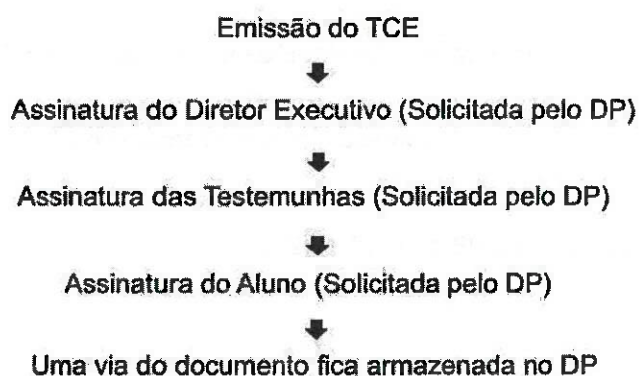 Emissão do TCE
Assinatura do Diretor Executivo (Solicitada pelo DP)
Assinatura das Testemunhas (Solicitada pelo DP)
Assinatura do Aluno (Solicitada pelo DP)
Uma via do documento fica armazenada no DP